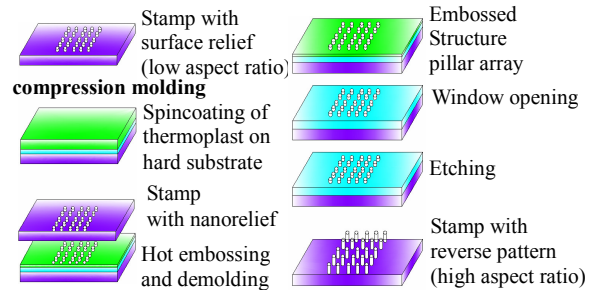 Stamp with
surface relief
(low aspect ratio)
compression molding
Spincoating of
thermoplast on
hard substrate
Stamp
with nanorelief
Hot embossing
and demolding
Embossed
Structure
pillar array
Window opening
Etching
Stamp with
reverse pattern
(high aspect ratio)